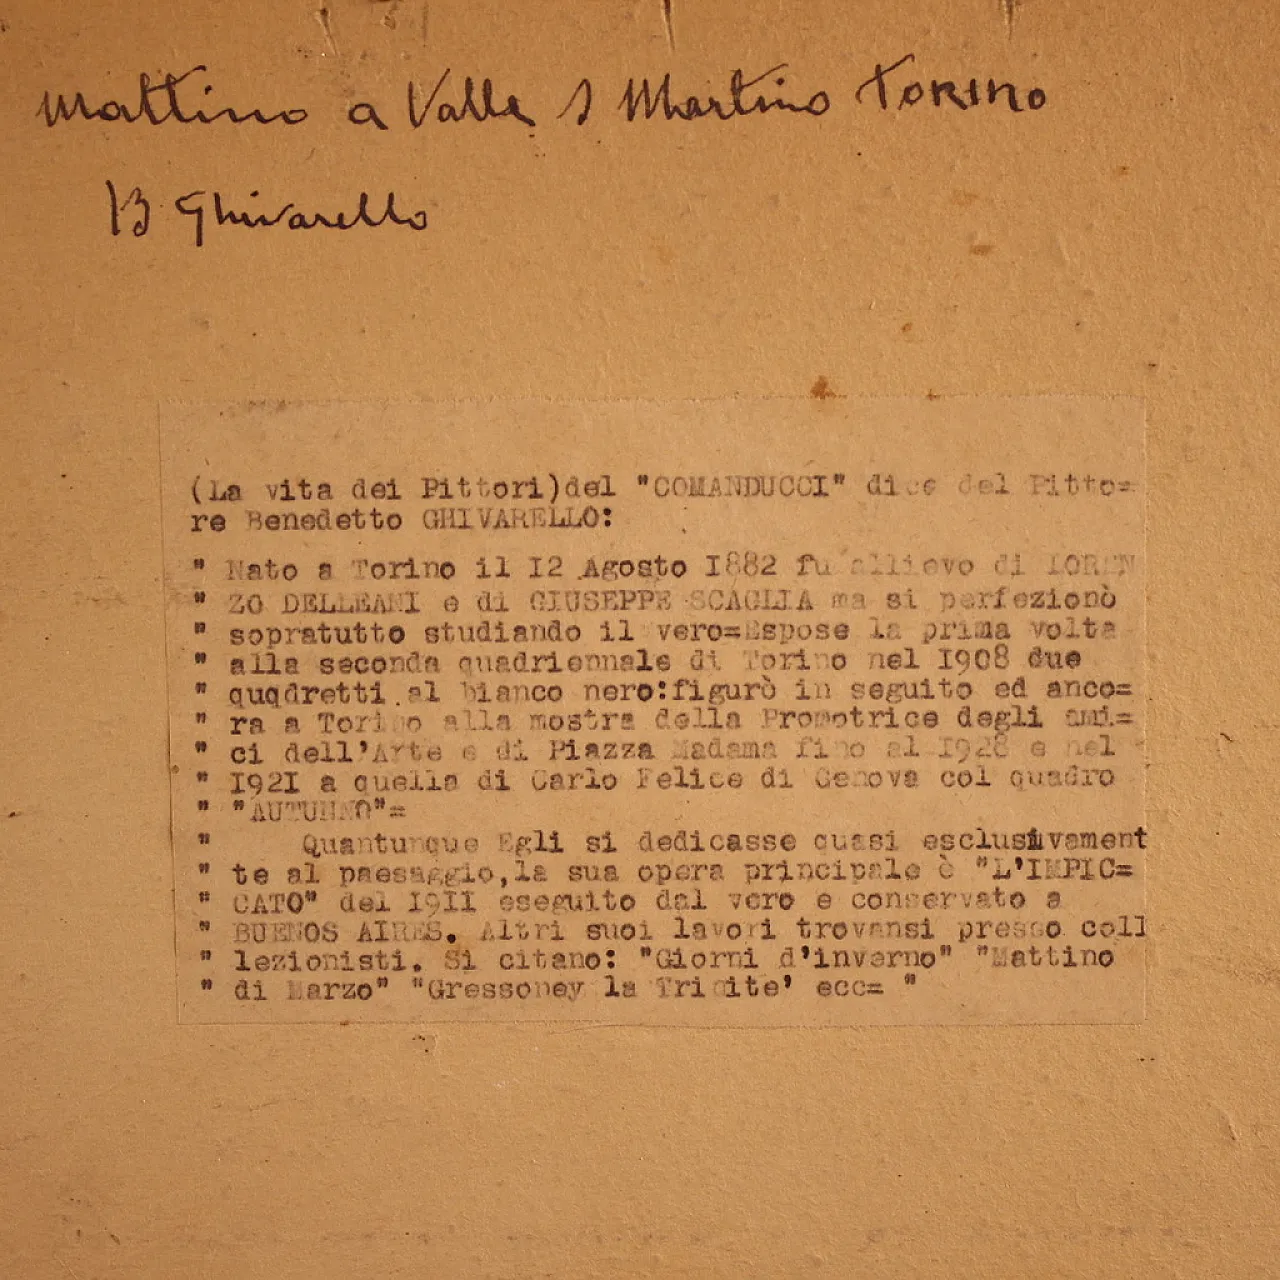 Mattino a Valle S Martino TORINO
B Ghivarello
(La vita dei Pittori)del "COMANDUCCI" dice del Pitto=
re Benedetto GHIVARELLO:
" Nato a Torino il I2 Agosto I882 fu allievo di LOREN
" ZO DELLEANI e di GIUSEPPE SCAGLIA ma si perfezionò
" sopratutto studiando il vero=Espose la prima volta
" alla seconda quadriennale di Torino nel I908 due
" quqdretti al bianco nero:figurò in seguito ed anco=
" ra a Torino alla mostra della Promotrice degli ami=
" ci dell'Arte e di Piazza Madama fino al I928 e nel
" I92I a quella di Carlo Felice di Genova col quadro
" "AUTUNNO"=
" Quantunque Egli si dedicasse quasi esclusivament
" te al paesaggio,la sua opera principale è "L'IMPIC=
" CATO" del I9II eseguito dal vero e conservato a
" BUENOS AIRES. Altri suoi lavori trovansi presso coll
" lezionisti. Si citano: "Giorni d'inverno" "Mattino
" di Marzo" "Gressoney la Trinite' ecc= "